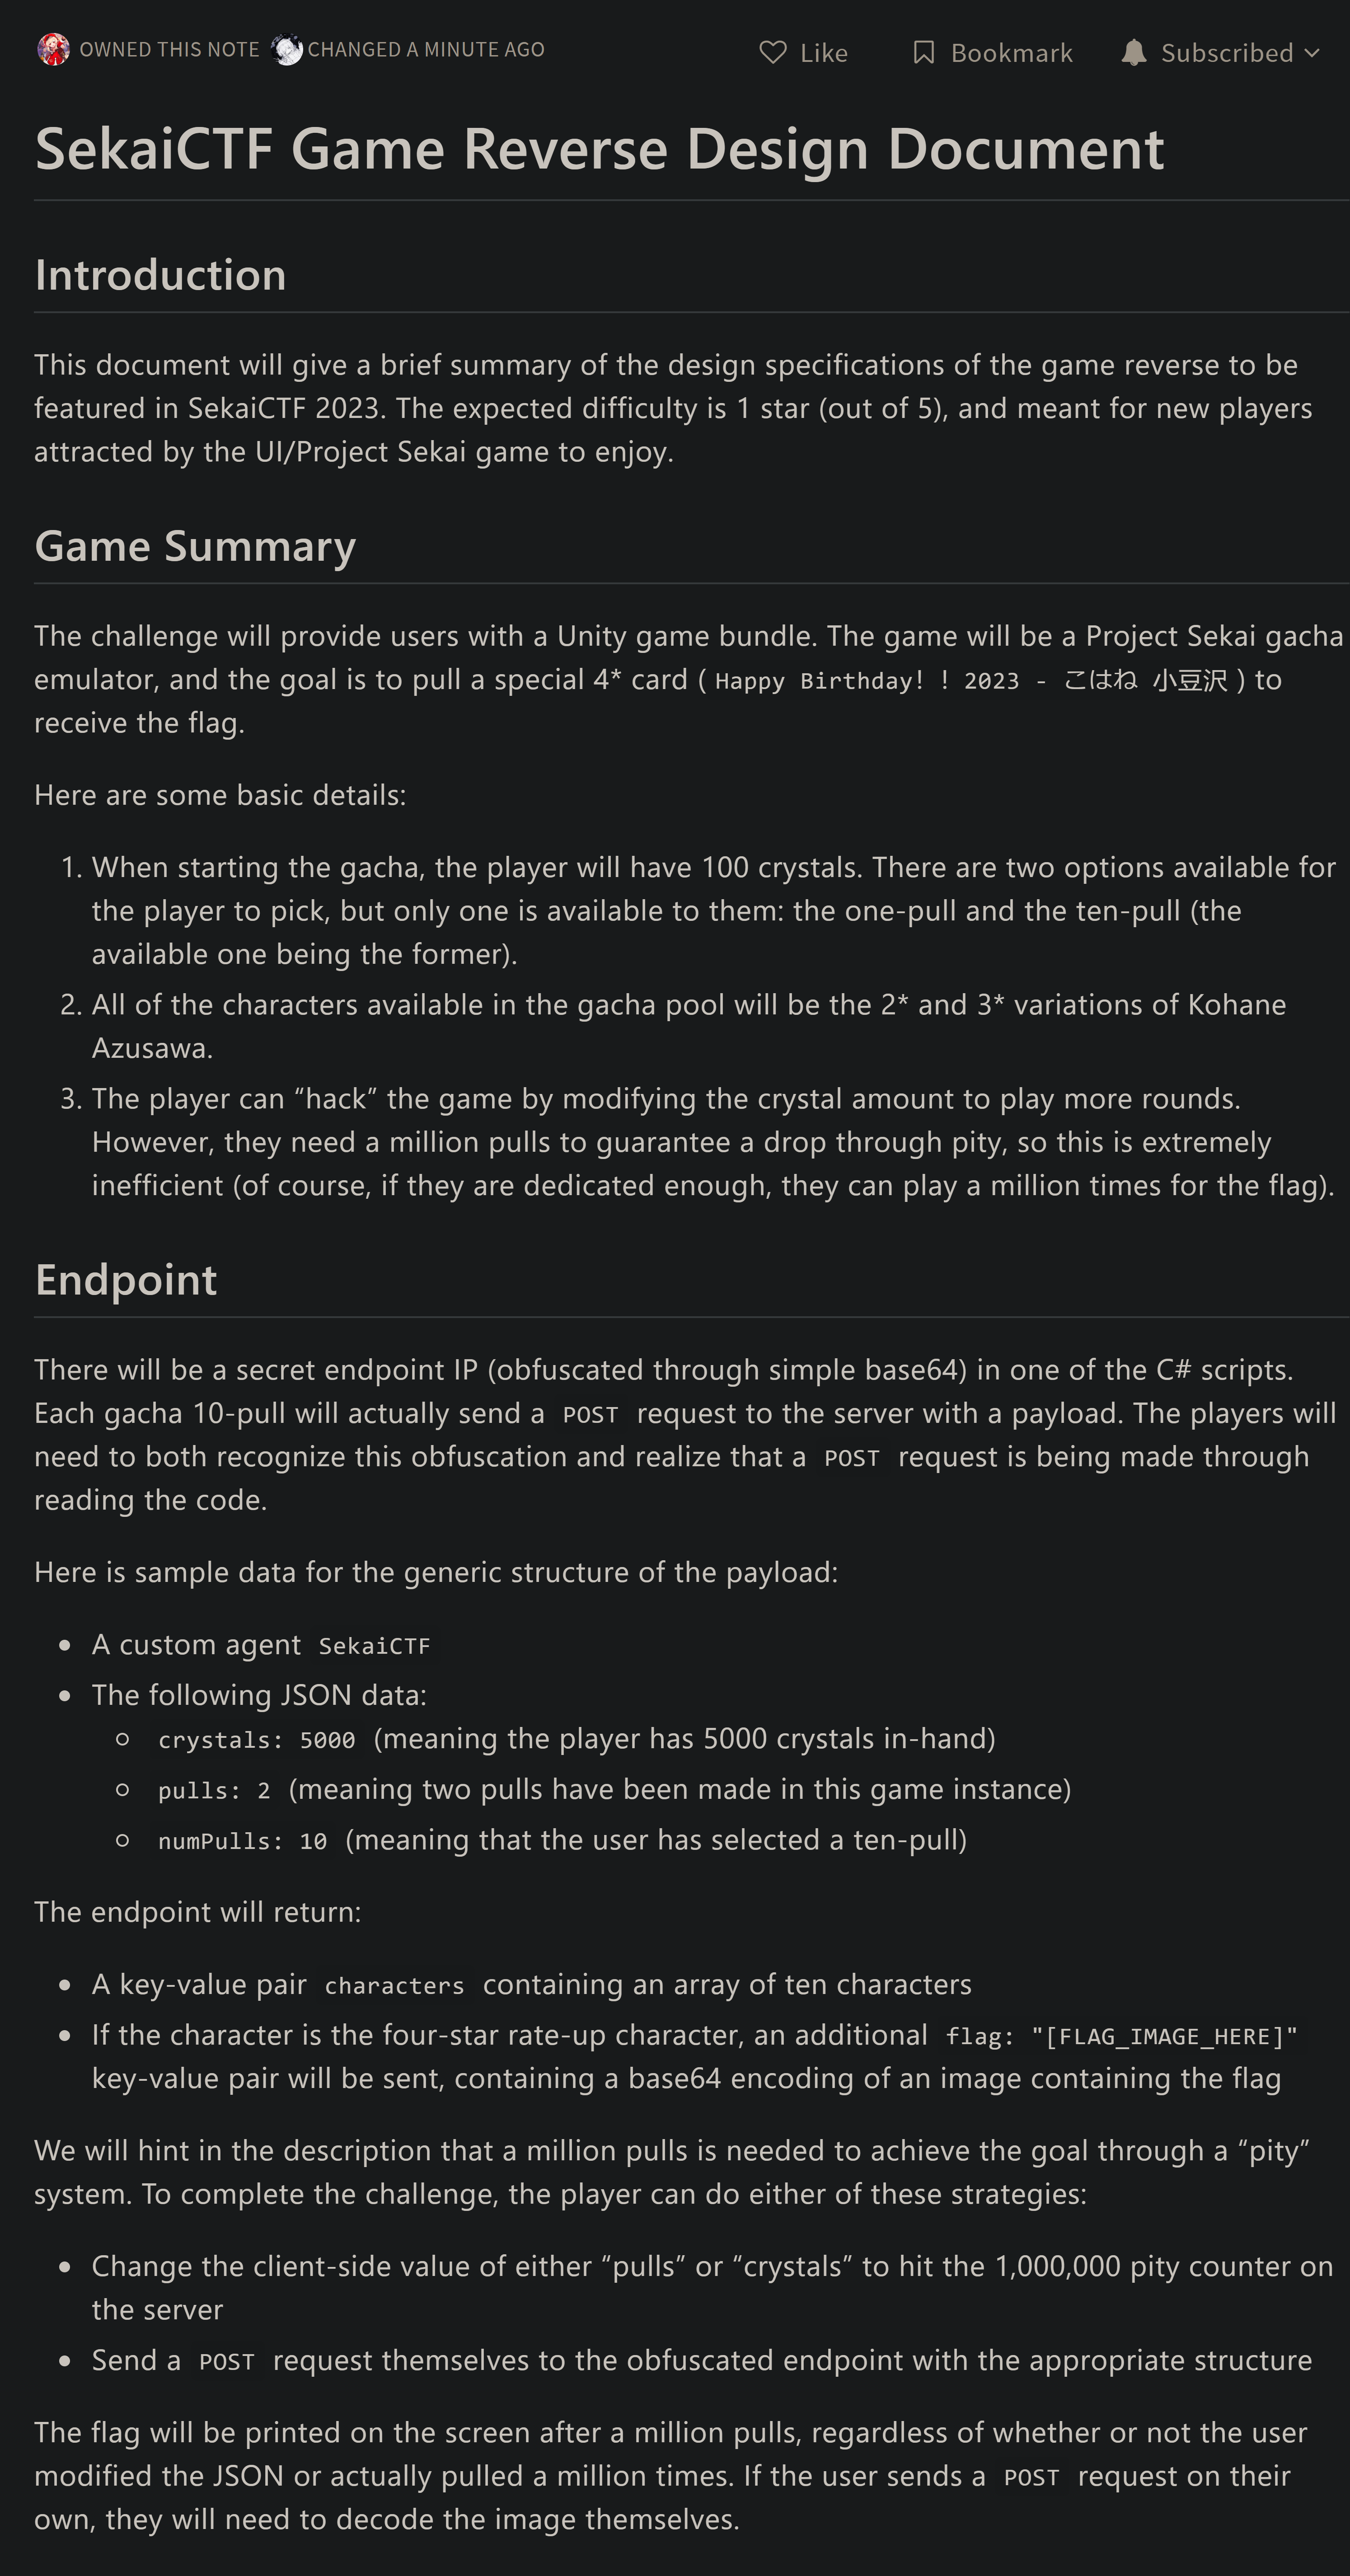 OWNED THIS NOTE CHANGED A MINUTE AGO Like Bookmark Subscribed
SekaiCTF Game Reverse Design Document
Introduction
This document will give a brief summary of the design specifications of the game reverse to be
featured in SekaiCTF 2023. The expected difficulty is 1 star (out of 5), and meant for new players
attracted by the UI/Project Sekai game to enjoy.
Game Summary
The challenge will provide users with a Unity game bundle. The game will be a Project Sekai gacha
emulator, and the goal is to pull a special 4* card ( Happy Birthday！！2023 - こはね 小豆沢 ) to
receive the flag.
Here are some basic details:
1. When starting the gacha, the player will have 100 crystals. There are two options available for
the player to pick, but only one is available to them: the one-pull and the ten-pull (the
available one being the former).
2. All of the characters available in the gacha pool will be the 2* and 3* variations of Kohane
Azusawa.
3. The player can “hack” the game by modifying the crystal amount to play more rounds.
However, they need a million pulls to guarantee a drop through pity, so this is extremely
inefficient (of course, if they are dedicated enough, they can play a million times for the flag).
Endpoint
There will be a secret endpoint IP (obfuscated through simple base64) in one of the C# scripts.
Each gacha 10-pull will actually send a POST request to the server with a payload. The players will
need to both recognize this obfuscation and realize that a POST request is being made through
reading the code.
Here is sample data for the generic structure of the payload:
• A custom agent SekaiCTF
• The following JSON data:
◦ crystals: 5000 (meaning the player has 5000 crystals in-hand)
◦ pulls: 2 (meaning two pulls have been made in this game instance)
◦ numPulls: 10 (meaning that the user has selected a ten-pull)
The endpoint will return:
• A key-value pair characters containing an array of ten characters
• If the character is the four-star rate-up character, an additional flag: "[FLAG_IMAGE_HERE]"
key-value pair will be sent, containing a base64 encoding of an image containing the flag
We will hint in the description that a million pulls is needed to achieve the goal through a “pity”
system. To complete the challenge, the player can do either of these strategies:
• Change the client-side value of either “pulls” or “crystals” to hit the 1,000,000 pity counter on
the server
• Send a POST request themselves to the obfuscated endpoint with the appropriate structure
The flag will be printed on the screen after a million pulls, regardless of whether or not the user
modified the JSON or actually pulled a million times. If the user sends a POST request on their
own, they will need to decode the image themselves.